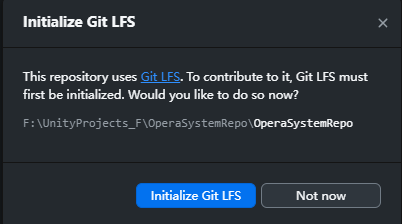 Initialize Git LFS
This repository uses Git LFS. To contribute to it, Git LFS must
first be initialized. Would you like to do so now?
F:\UnityProjects_F\OperaSystemRepo\OperaSystemRepo
Initialize Git LFS
Not now